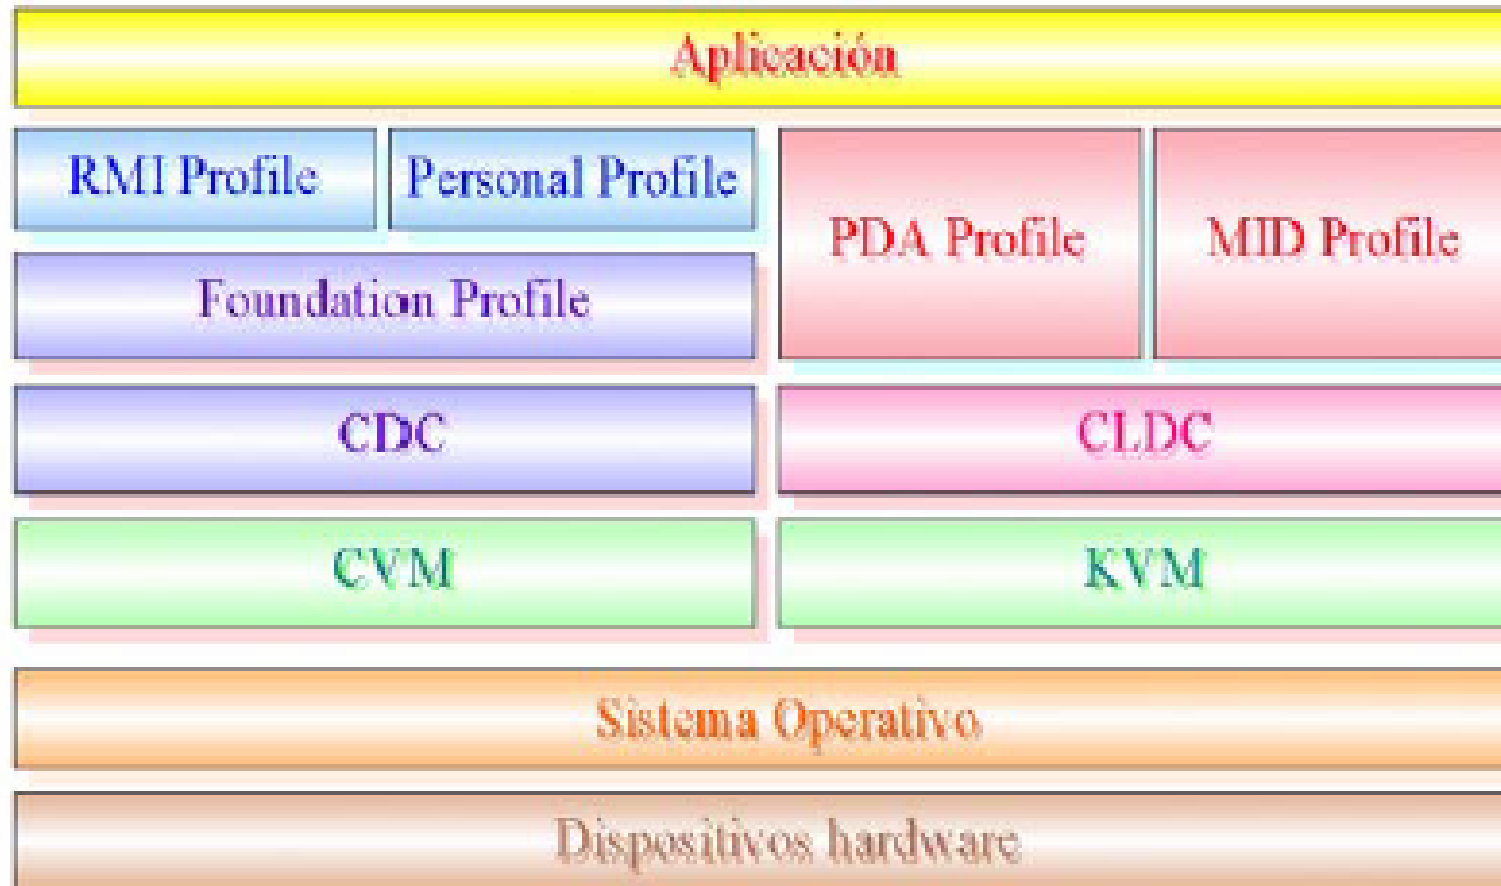 Aplicación
RMI Profile
Personal Profile
PDA Profile
MID Profile
Foundation Profile
CDC
CLDC
CVM
KVM
Sistema Operativo
Dispositivos hardware